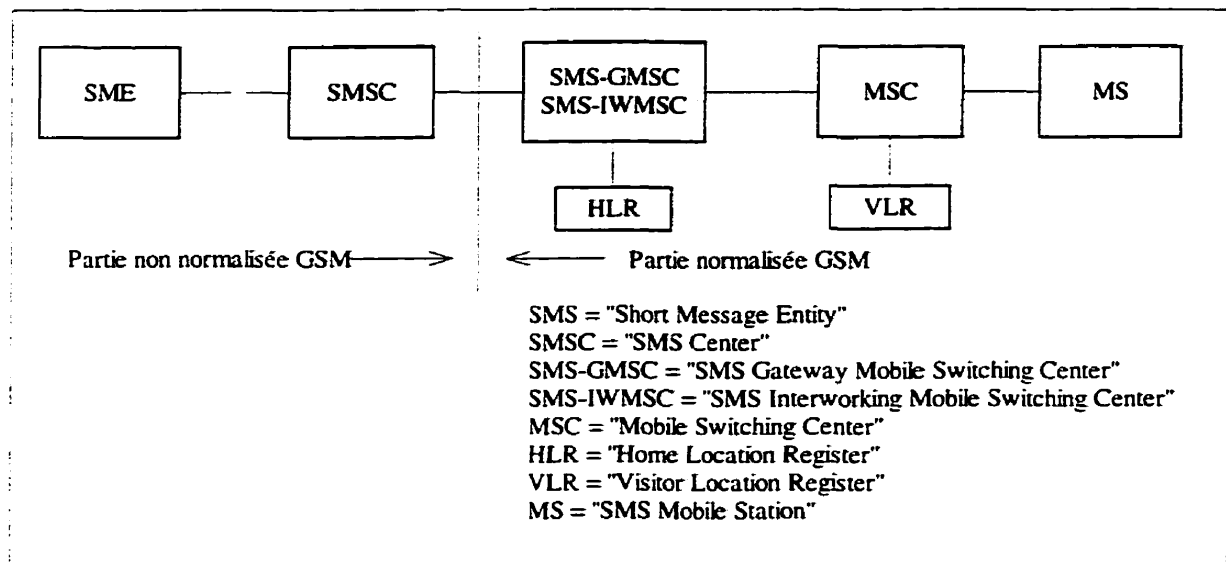 SME
SMSC
SMS-GMSC
SMS-IWMSC
MSC
MS
HLR
VLR
Partie non normalisée GSM
Partie normalisée GSM
SMS = "Short Message Entity"
SMSC = "SMS Center"
SMS-GMSC = "SMS Gateway Mobile Switching Center"
SMS-IWMSC = "SMS Interworking Mobile Switching Center"
MSC = "Mobile Switching Center"
HLR = "Home Location Register"
VLR = "Visitor Location Register"
MS = "SMS Mobile Station"